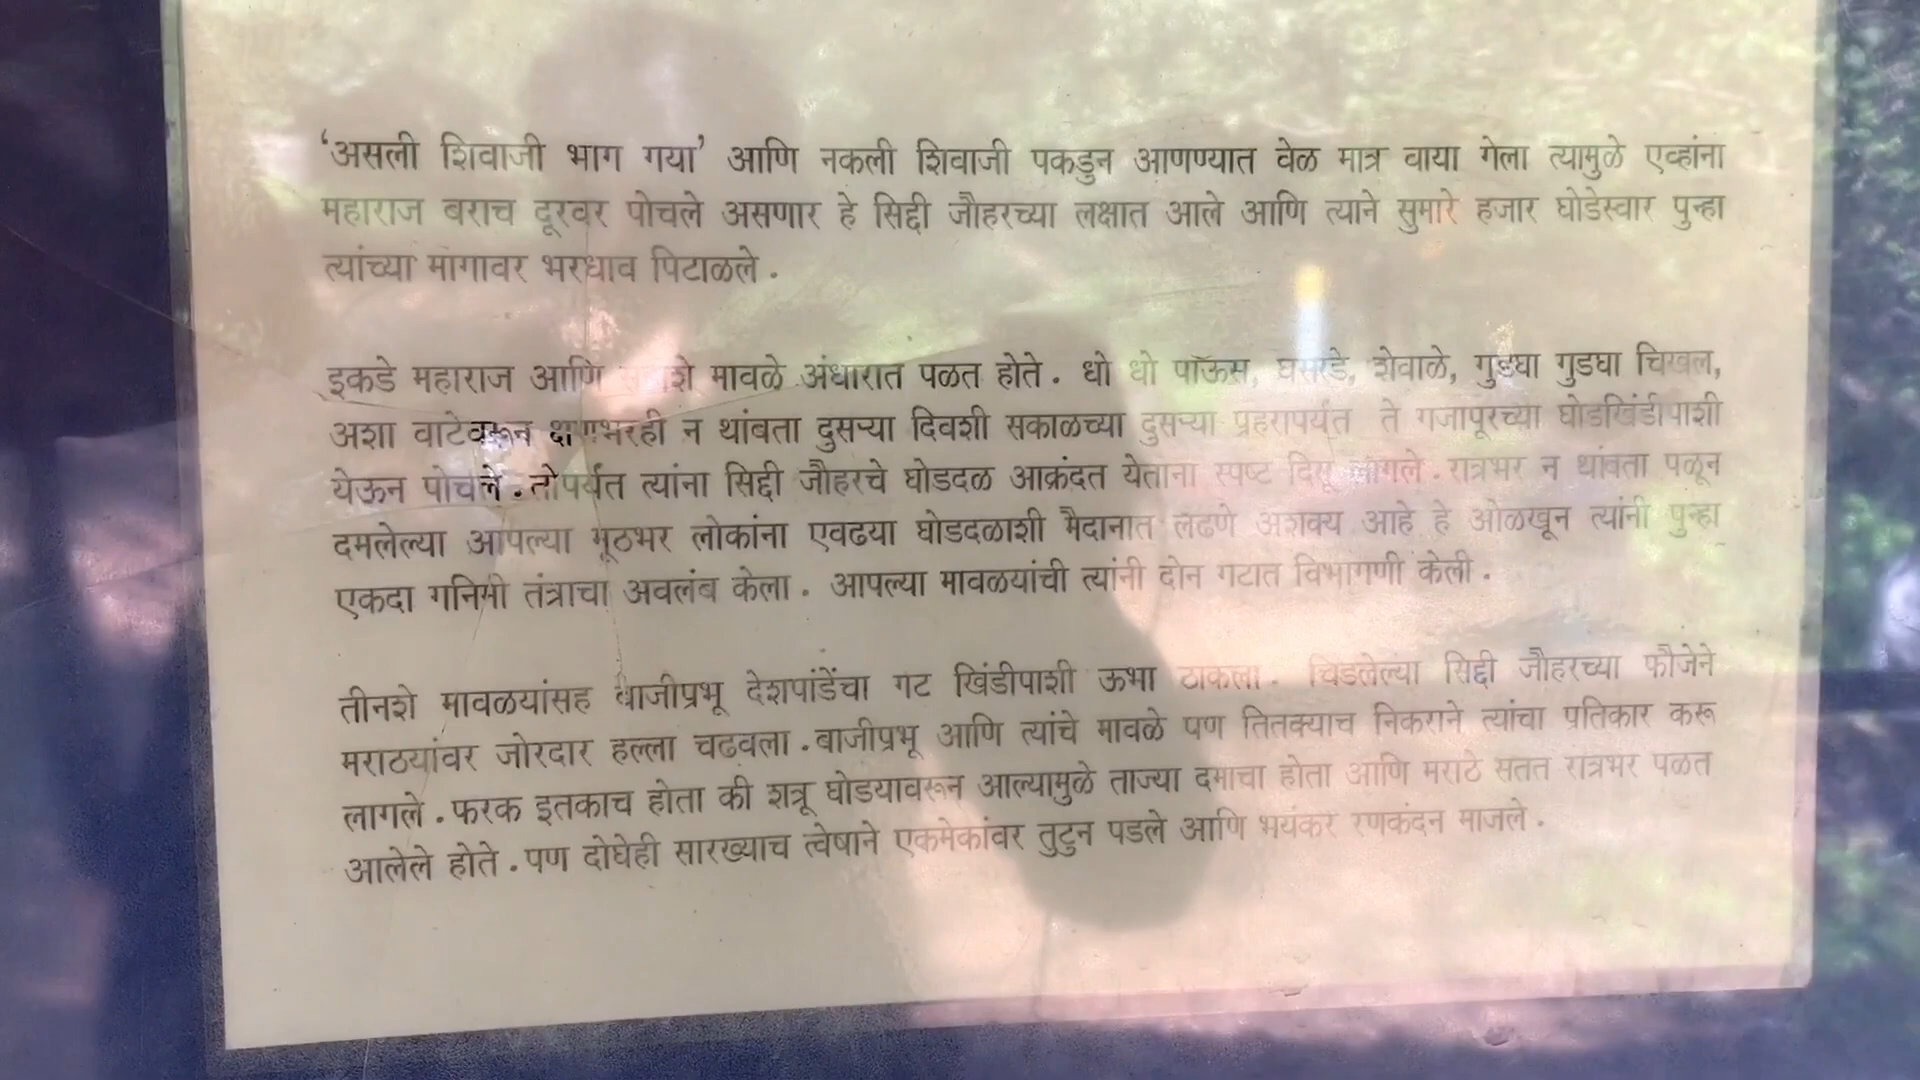 ‘असली शिवाजी भाग गया’ आणि नकली शिवाजी पकडुन आणण्यात वेळ मात्र वाया गेला त्यामुळे एव्हांना
महाराज बराच दूरवर पोचले असणार हे सिद्दी जौहरच्या लक्षात आले आणि त्याने सुमारे हजार घोडेस्वार पुन्हा
त्यांच्या मागावर भरधाव पिटाळले .
इकडे महाराज आणि मावळे अंधारात पळत होते . धो धो पाऊस, घसरडे, शेवाळे, गुडघा गुडघा चिखल,
अशा वाटेवरून क्षणभरही न थांबता दुसऱ्या दिवशी सकाळच्या दुसऱ्या प्रहरापर्यंत ते गजापूरच्या घोडखिंडीपाशी
येऊन पोचले . तोपर्यंत त्यांना सिद्दी जौहरचे घोडदळ आक्रंदत येताना स्पष्ट दिसू लागले . रात्रभर न थांबता पळून
दमलेल्या आपल्या मूठभर लोकांना एवढया घोडदळाशी मैदानात लढणे अशक्य आहे हे ओळखून त्यांनी पुन्हा
एकदा गनिमी तंत्राचा अवलंब केला . आपल्या मावळयांची त्यांनी दोन गटात विभागणी केली .
तीनशे मावळयांसह बाजीप्रभू देशपांडेंचा गट खिंडीपाशी ऊभा ठाकला . चिडलेल्या सिद्दी जौहरच्या फौजेने
मराठयांवर जोरदार हल्ला चढवला . बाजीप्रभू आणि त्यांचे मावळे पण तितक्याच निकराने त्यांचा प्रतिकार करू
लागले . फरक इतकाच होता की शत्रू घोडयावरून आल्यामुळे ताज्या दमाचा होता आणि मराठे सतत रात्रभर पळत
आलेले होते . पण दोघेही सारख्याच त्वेषाने एकमेकांवर तुटुन पडले आणि भयंकर रणकंदन माजले .